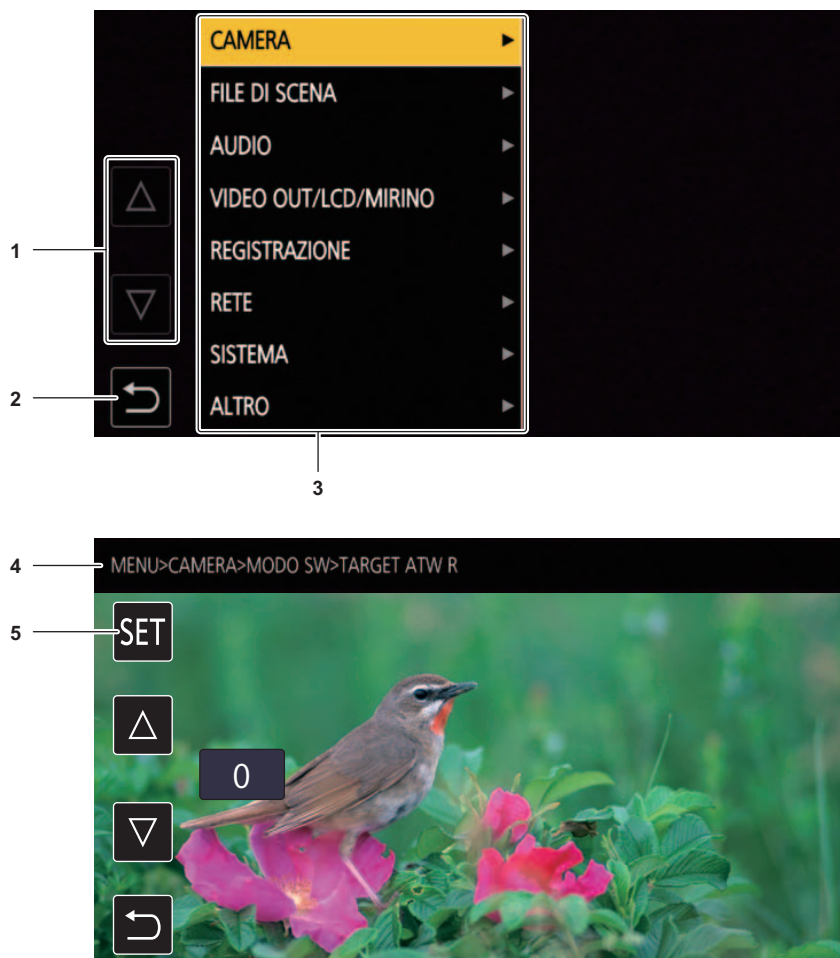 CAMERA
FILE DI SCENA
AUDIO
VIDEO OUT/LCD/MIRINO
1
REGISTRAZIONE
RETE
SISTEMA
2
ALTRO
3
4
MENU>CAMERA>MODO SW>TARGET ATW R
5
SET
0